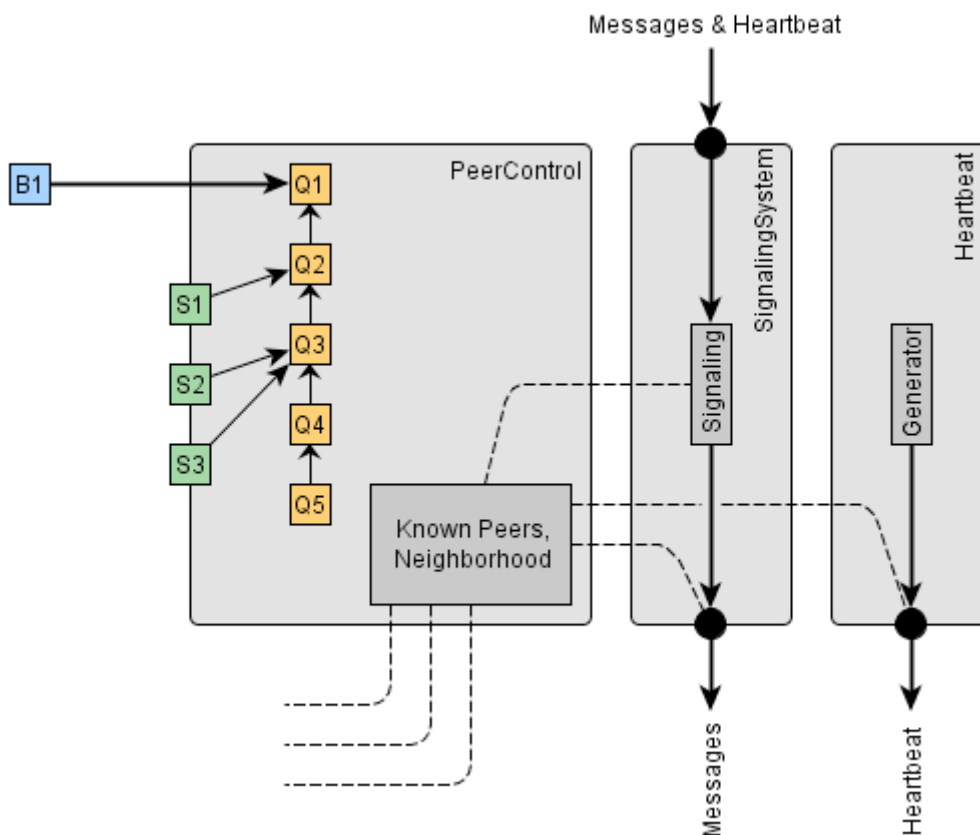 Messages & Heartbeat
PeerControl
SignalingSystem
Heartbeat
B1
Q1
Q2
S1
Q3
S2
Q4
S3
Q5
Signaling
Generator
Known Peers,
Neighborhood
Messages
Heartbeat